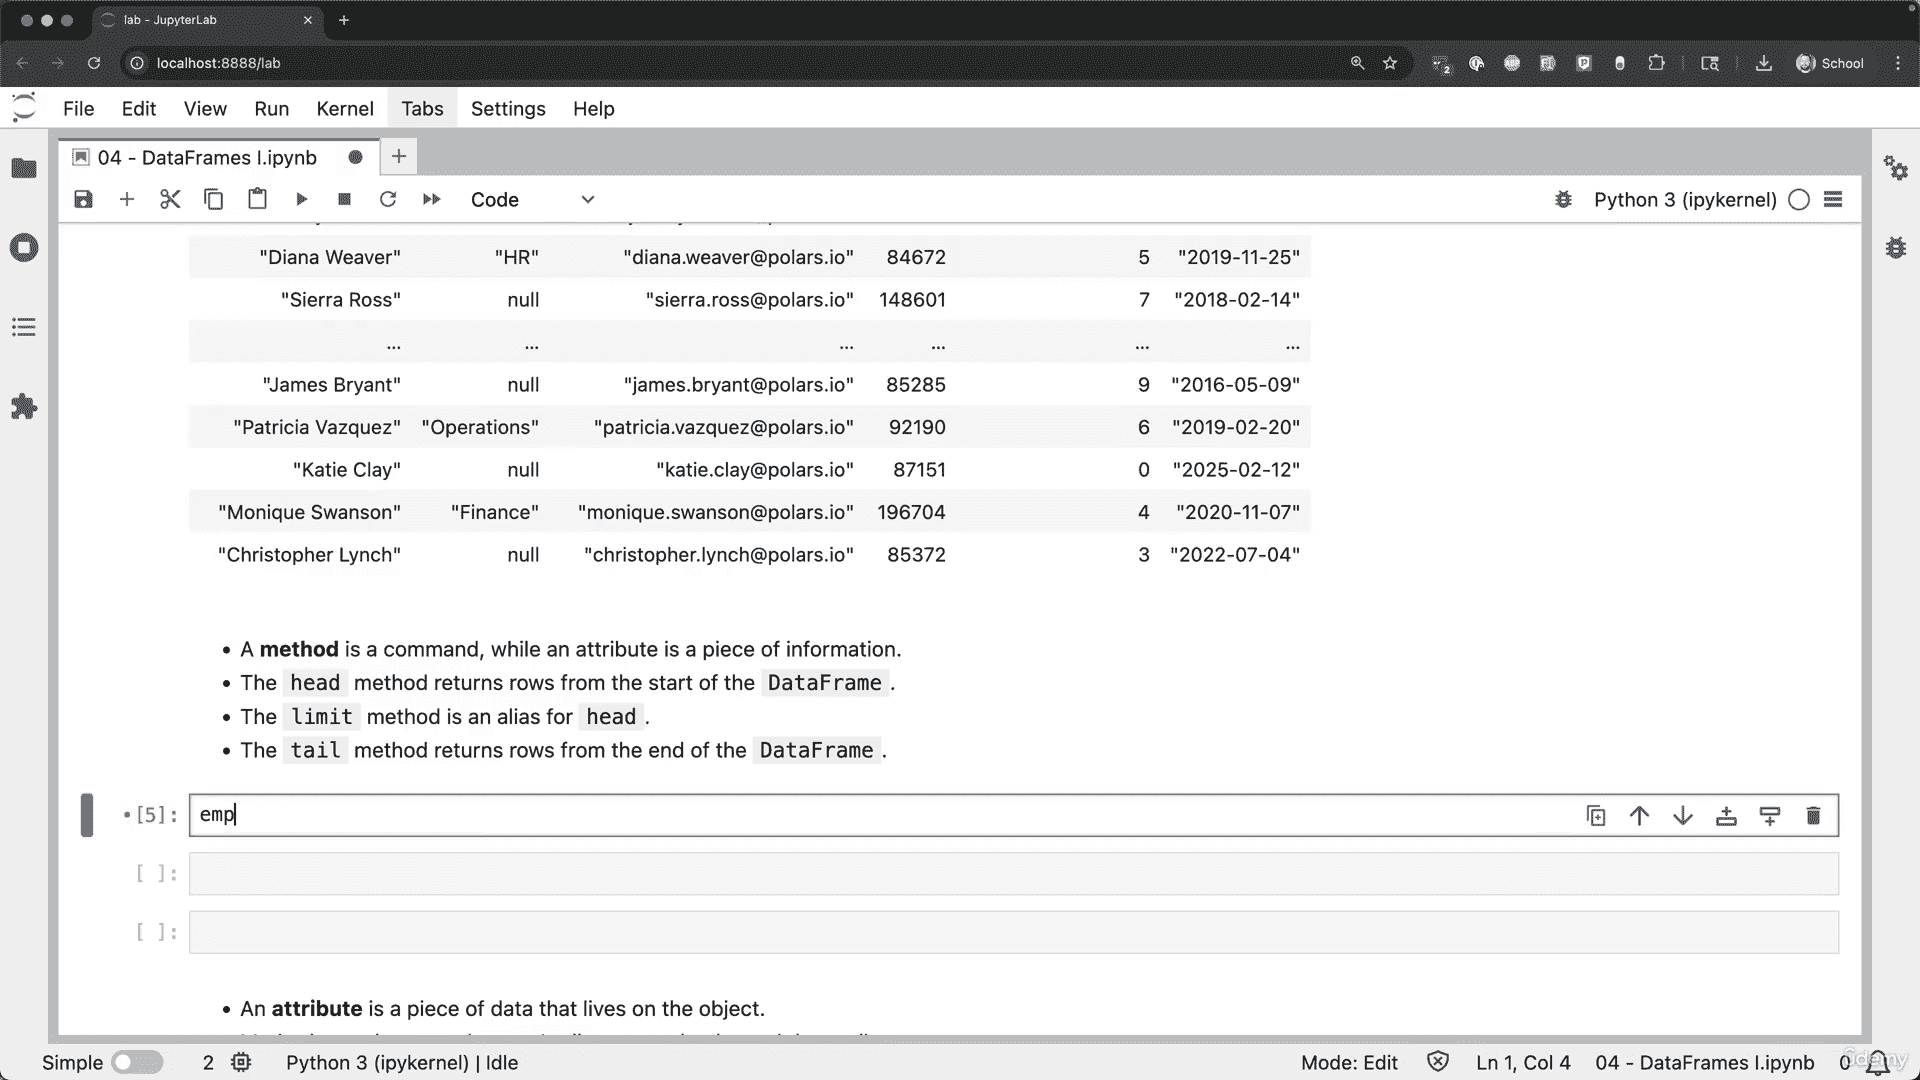 lab - JupyterLab
localhost:8888/lab
2
School
File Edit View Run Kernel Tabs Settings Help
04 - DataFrames I.ipynb
Code
Python 3 (ipykernel)
"Diana Weaver" "HR" "diana.weaver@polars.io" 84672 5 "2019-11-25"
"Sierra Ross" null "sierra.ross@polars.io" 148601 7 "2018-02-14"
… … … … … …
"James Bryant" null "james.bryant@polars.io" 85285 9 "2016-05-09"
"Patricia Vazquez" "Operations" "patricia.vazquez@polars.io" 92190 6 "2019-02-20"
"Katie Clay" null "katie.clay@polars.io" 87151 0 "2025-02-12"
"Monique Swanson" "Finance" "monique.swanson@polars.io" 196704 4 "2020-11-07"
"Christopher Lynch" null "christopher.lynch@polars.io" 85372 3 "2022-07-04"
• A method is a command, while an attribute is a piece of information.
• The head method returns rows from the start of the DataFrame .
• The limit method is an alias for head .
• The tail method returns rows from the end of the DataFrame .
•[5]: emp
[ ]:
[ ]:
• An attribute is a piece of data that lives on the object.
Simple 2 Python 3 (ipykernel) | Idle Mode: Edit Ln 1, Col 4 04 - DataFrames I.ipynb 0
udemy